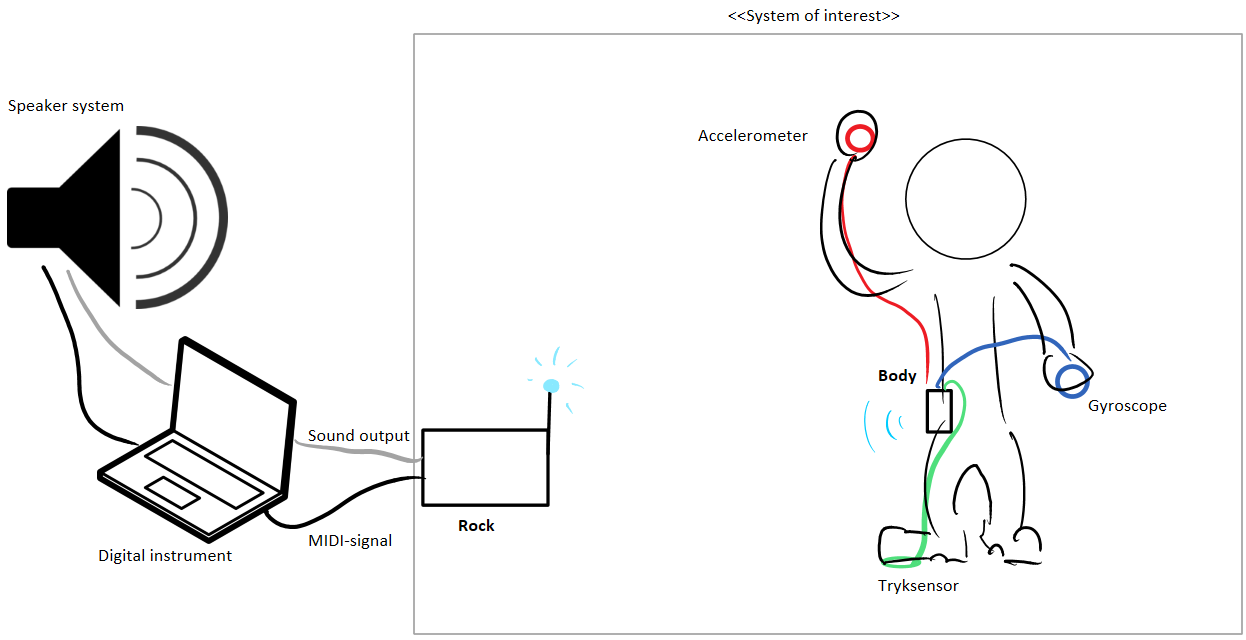 <<System of interest>>
Speaker system
Accelerometer
Body
Gyroscope
Sound output
Rock
MIDI-signal
Digital instrument
Tryksensor